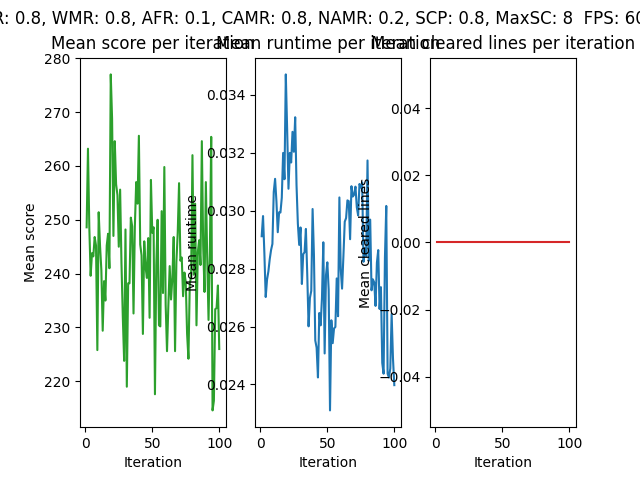 : 0.8, WMR: 0.8, AFR: 0.1, CAMR: 0.8, NAMR: 0.2, SCP: 0.8, MaxSC: 8  FPS: 60
Mean score per iteration
Mean runtime per iteration
Mean cleared lines per iteration
Mean score
280
270
260
250
240
230
220
0
50
100
Iteration
Mean runtime
0.034
0.032
0.030
0.028
0.026
0.024
0
50
100
Iteration
Mean cleared lines
0.04
0.02
0.00
−0.02
−0.04
0
50
100
Iteration